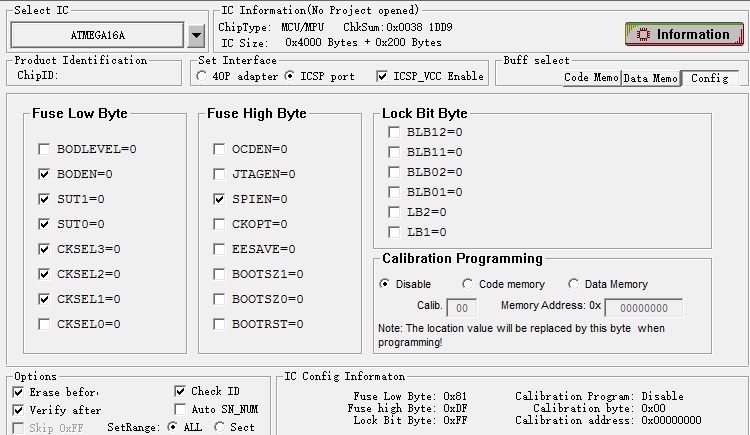 Select IC
ATMEGA16A
IC Information(No Project opened)
ChipType: MCU/MPU ChkSum:0x0038 1DD9
IC Size: 0x4000 Bytes + 0x200 Bytes
Information
Product Identification
ChipID:
Set Interface
40P adapter ICSP port ICSP_VCC Enable
Buff select
Code Memo Data Memo Config
Fuse Low Byte
BODLEVEL=0
BODEN=0
SUT1=0
SUT0=0
CKSEL3=0
CKSEL2=0
CKSEL1=0
CKSEL0=0
Fuse High Byte
OCDEN=0
JTAGEN=0
SPIEN=0
CKOPT=0
EESAVE=0
BOOTSZ1=0
BOOTSZ0=0
BOOTRST=0
Lock Bit Byte
BLB12=0
BLB11=0
BLB02=0
BLB01=0
LB2=0
LB1=0
Calibration Programming
Disable Code memory Data Memory
Calib. 00 Memory Address: 0x 00000000
Note: The location value will be replaced by this byte when
programming!
Options
Erase befor
Check ID
Verify after
Auto SN_NUM
Skip 0xFF
SetRange: ALL Sect
IC Config Informaton
Fuse Low Byte: 0x81
Fuse high Byte: 0xDF
Lock Bit Byte: 0xFF
Calibration Program: Disable
Calibration byte: 0x00
Calibration address: 0x00000000